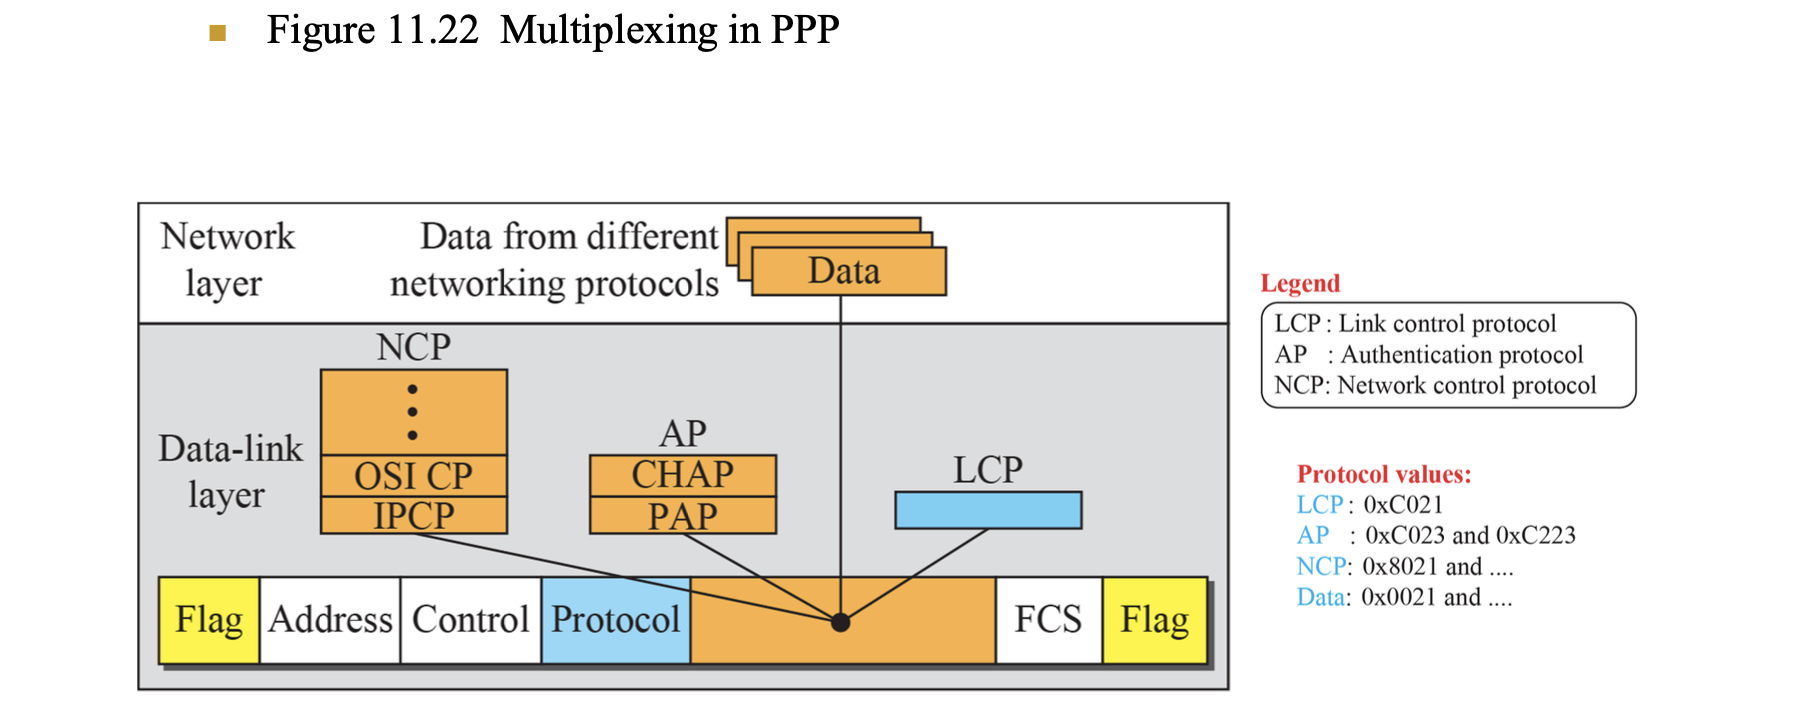 Figure 11.22 Multiplexing in PPP
Network
layer
Data from different
networking protocols
Data
Legend
LCP : Link control protocol
AP : Authentication protocol
NCP: Network control protocol
NCP
Data-link
layer
OSI CP
IPCP
AP
CHAP
PAP
LCP
Protocol values:
LCP : 0xC021
AP : 0xC023 and 0xC223
NCP: 0x8021 and ....
Data: 0x0021 and ....
Flag
Address
Control
Protocol
FCS
Flag